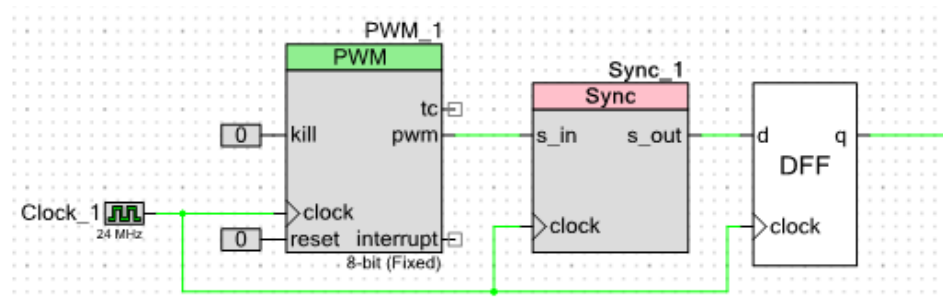 PWM_1
PWM
tc
0
kill
pwm
Clock_1
24 MHz
clock
0
reset
interrupt
8-bit (Fixed)
Sync_1
Sync
s_in
s_out
clock
d
q
DFF
clock